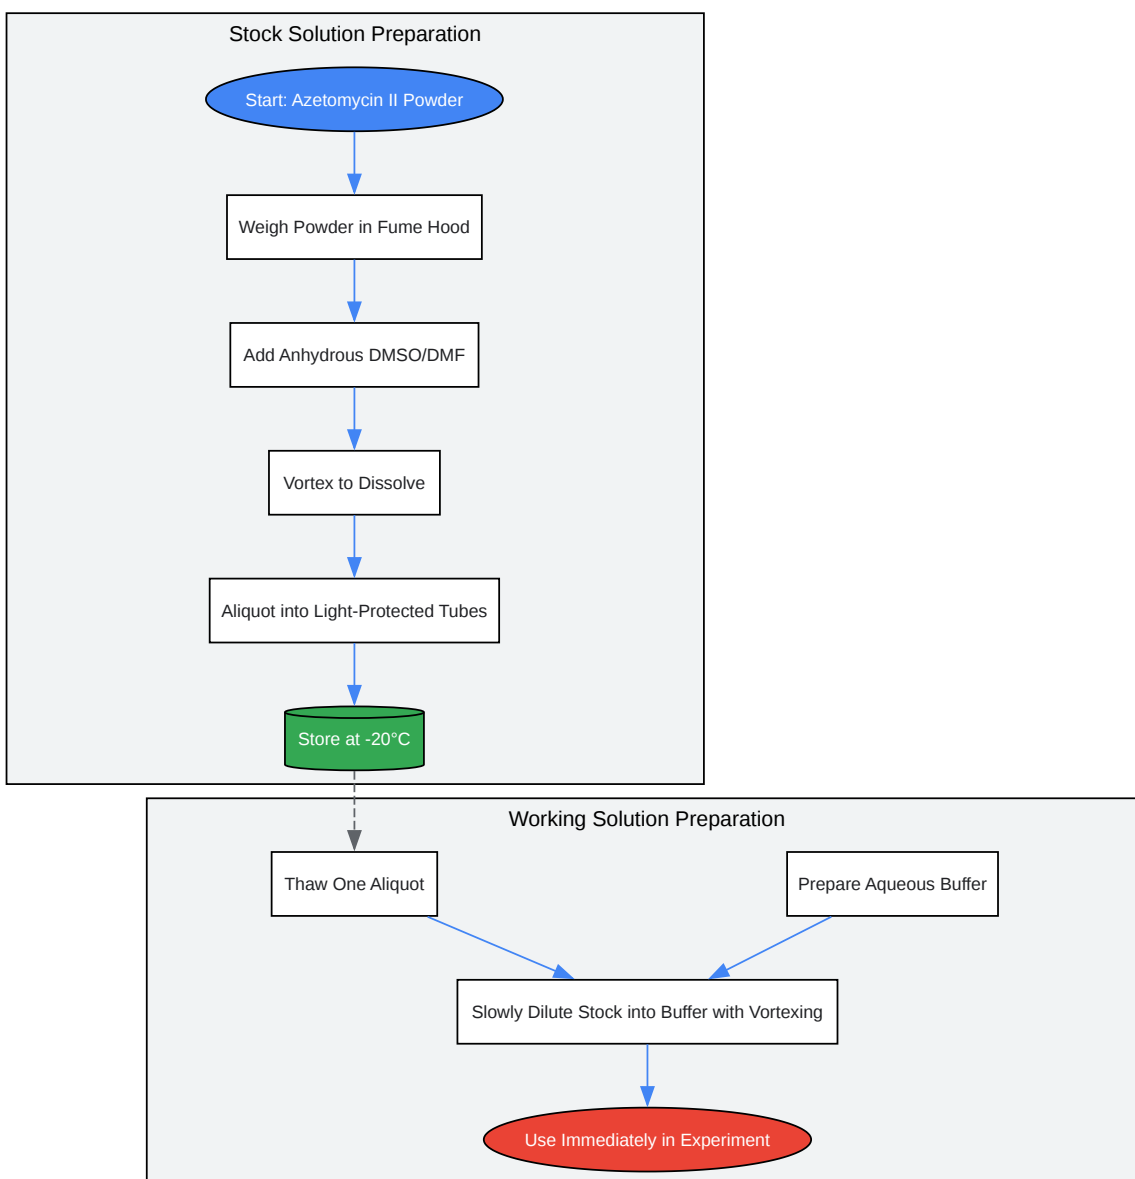 Stock Solution Preparation
Start: Azetomycin II Powder
Weigh Powder in Fume Hood
Add Anhydrous DMSO/DMF
Vortex to Dissolve
Aliquot into Light-Protected Tubes
Store at -20°C
Working Solution Preparation
Thaw One Aliquot
Prepare Aqueous Buffer
Slowly Dilute Stock into Buffer with Vortexing
Use Immediately in Experiment